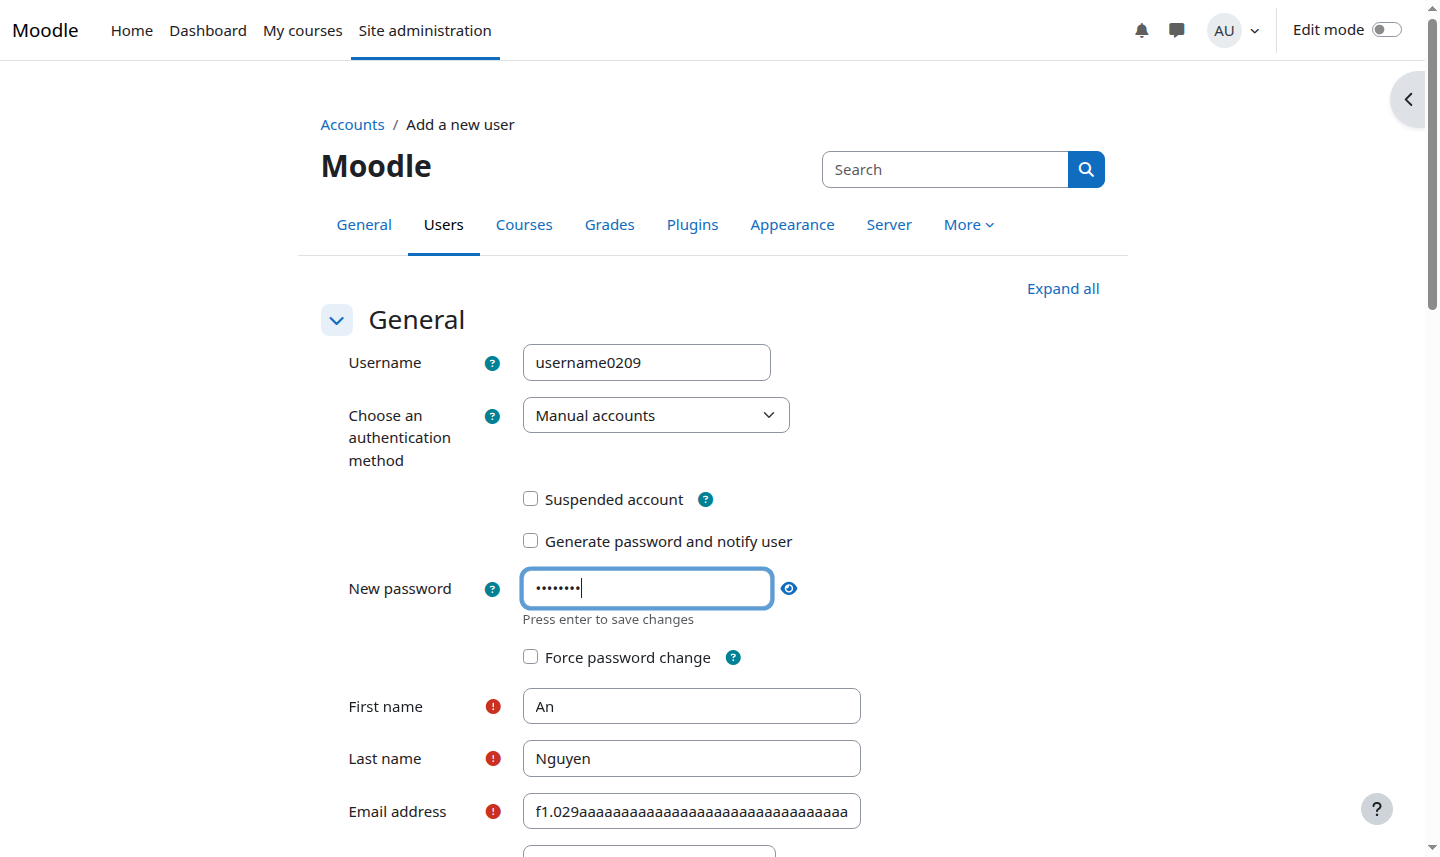 Moodle Home Dashboard My courses Site administration AU Edit mode
Accounts / Add a new user
Moodle
Search
General Users Courses Grades Plugins Appearance Server More
Expand all
General
Username ? username0209
Choose an authentication method ? Manual accounts
Suspended account ?
Generate password and notify user
New password ? ••••••••
Press enter to save changes
Force password change ?
First name ! An
Last name ! Nguyen
Email address ! f1.029aaaaaaaaaaaaaaaaaaaaaaaaaaaaaaaa
?